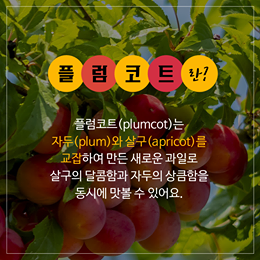 플럼코트란?
플럼코트(plumcot)는
자두(plum)와 살구(apricot)를
교잡하여 만든 새로운 과일로
살구의 달콤함과 자두의 상큼함을
동시에 맛볼 수 있어요.